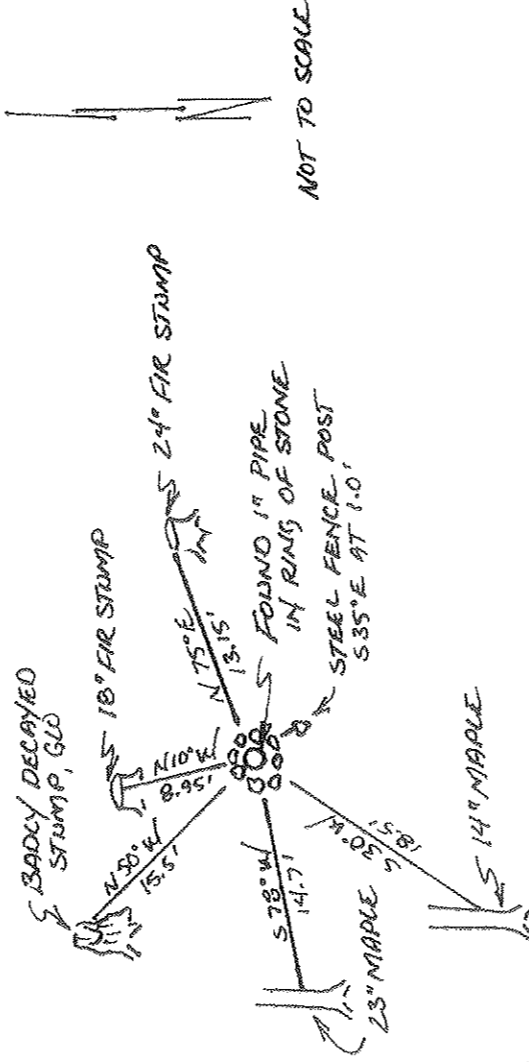 BADLY DECAYED
STUMP, GLO
18" FIR STUMP
24" FIR STUMP
N 50° W
15.5'
N 10° W
8.95'
N 75° E
13.15'
FOUND 1" PIPE
IN RING OF STONE
STEEL FENCE POST
S 35° E AT 1.0'
S 78° W
14.7'
S 30° W
18.5'
23" MAPLE
14" MAPLE
N
NOT TO SCALE